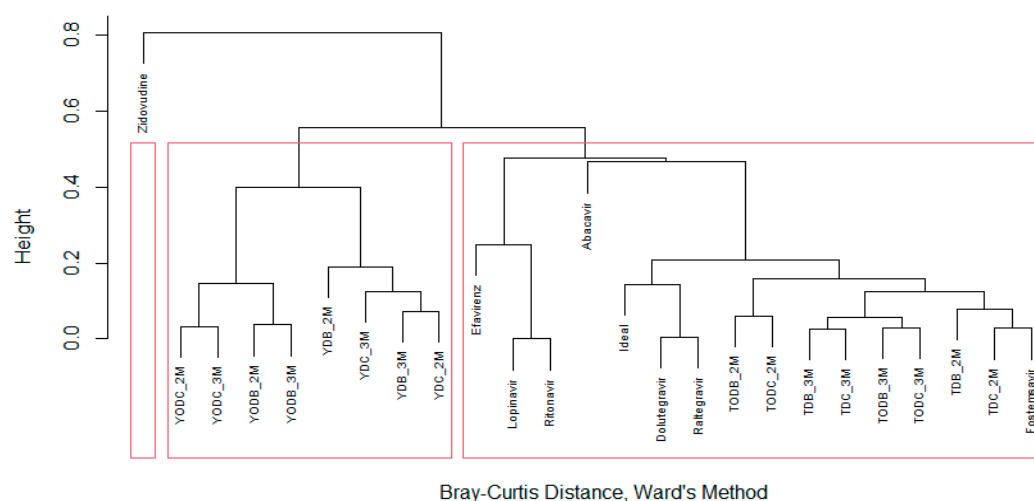 0.8
0.6
0.4
0.2
0.0
Height
Zidovudine
YODC_2M
YODC_3M
YODB_2M
YODB_3M
YDB_2M
YDC_3M
YDB_3M
YDC_2M
Efavirenz
Lopinavir
Ritonavir
Abacavir
Ideal
Dolutegravir
Raltegravir
TODB_2M
TODC_2M
TDB_3M
TDC_3M
TODB_3M
TODC_3M
TDB_2M
TDC_2M
Fostemsavir
Bray-Curtis Distance, Ward's Method